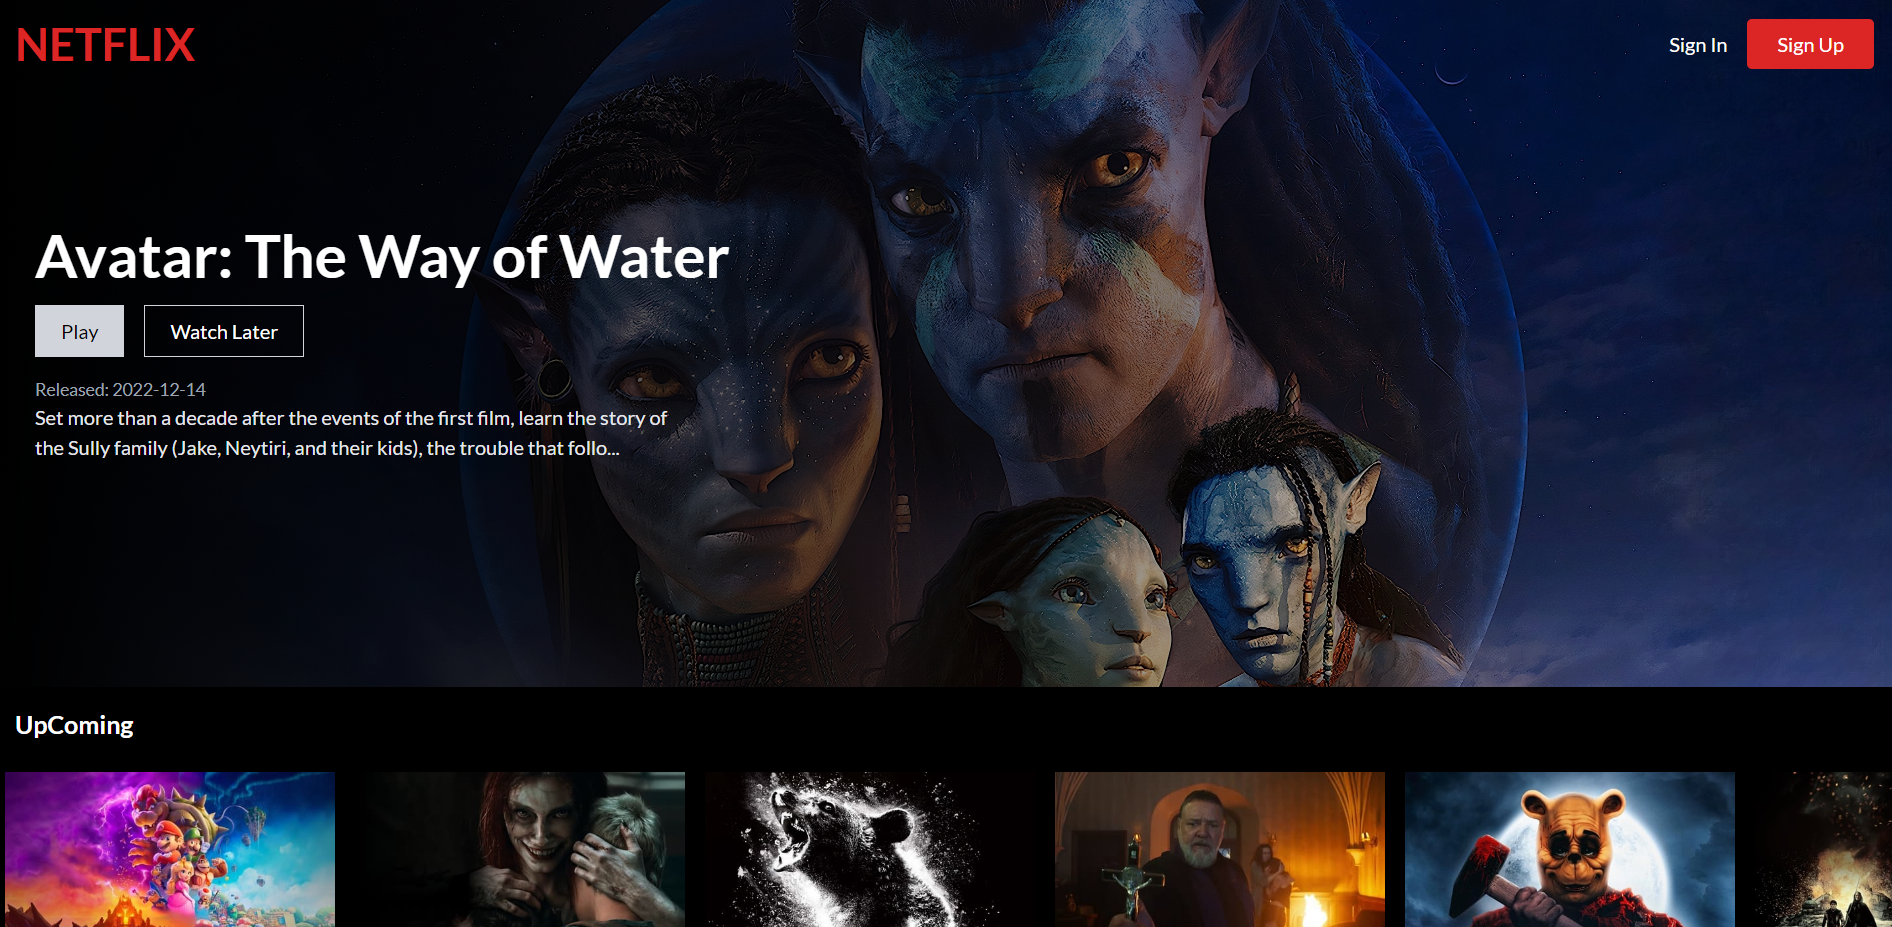 NETFLIX
Sign In
Sign Up
Avatar: The Way of Water
Play
Watch Later
Released: 2022-12-14
Set more than a decade after the events of the first film, learn the story of
the Sully family (Jake, Neytiri, and their kids), the trouble that follo...
UpComing